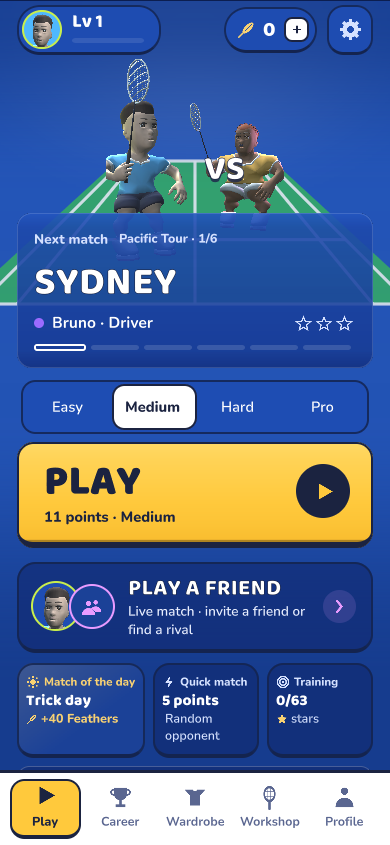 Lv 1
0
+
VS
Next match Pacific Tour · 1/6
SYDNEY
Bruno · Driver
Easy
Medium
Hard
Pro
PLAY
11 points · Medium
PLAY A FRIEND
Live match · invite a friend or
find a rival
Match of the day
Trick day
+40 Feathers
Quick match
5 points
Random
opponent
Training
0/63
stars
Play
Career
Wardrobe
Workshop
Profile